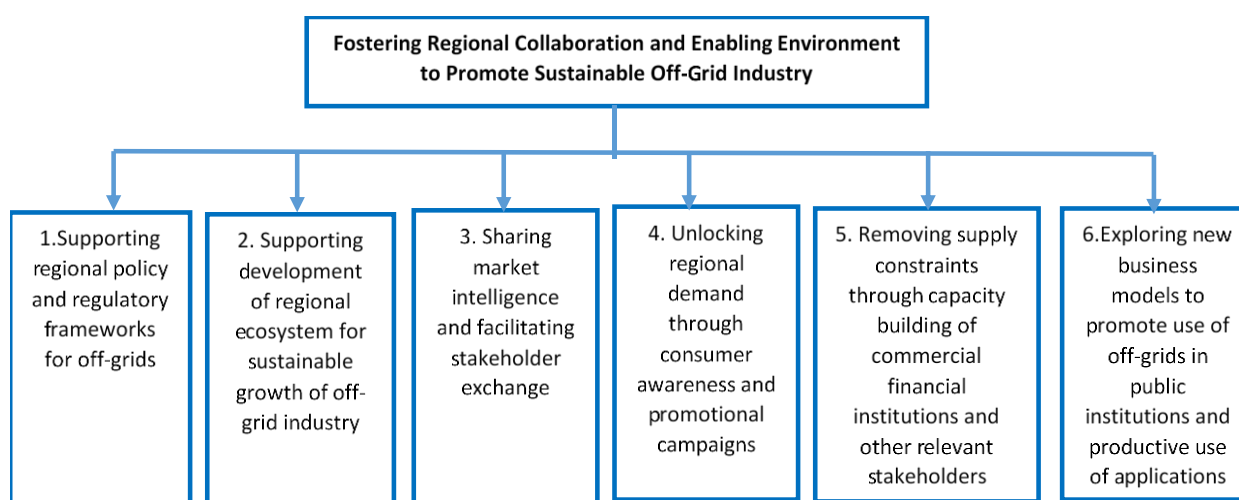 Fostering Regional Collaboration and Enabling Environment
to Promote Sustainable Off-Grid Industry
1.Supporting
regional policy
and regulatory
frameworks
for off-grids
2. Supporting
development
of regional
ecosystem for
sustainable
growth of off-
grid industry
3. Sharing
market
intelligence
and facilitating
stakeholder
exchange
4. Unlocking
regional
demand
through
consumer
awareness and
promotional
campaigns
5. Removing supply
constraints
through capacity
building of
commercial
financial
institutions and
other relevant
stakeholders
6.Exploring new
business
models to
promote use of
off-grids in
public
institutions and
productive use
of applications